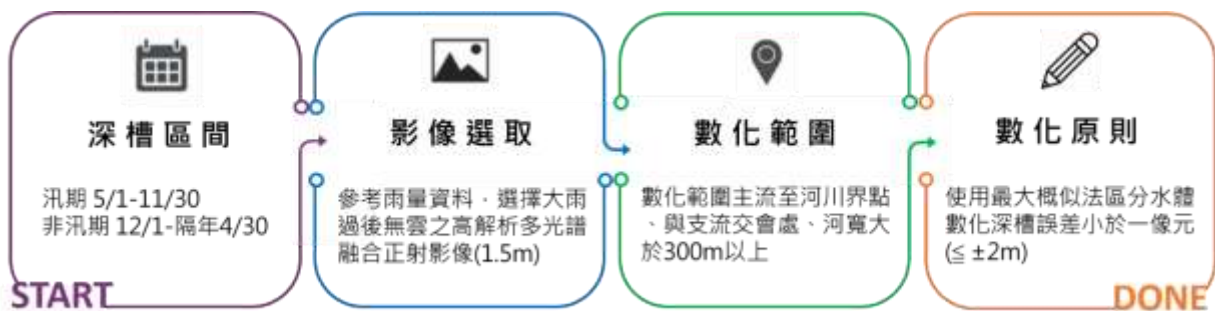 深槽區間
汛期 5/1-11/30
非汛期 12/1-隔年4/30
影像選取
參考雨量資料，選擇大雨
過後無雲之高解析多光譜
融合正射影像(1.5m)
數化範圍
數化範圍主流至河川界點
、與支流交會處、河寬大
於300m以上
數化原則
使用最大概似法區分水體
數化深槽誤差小於一像元
(≦ ±2m)
START
DONE